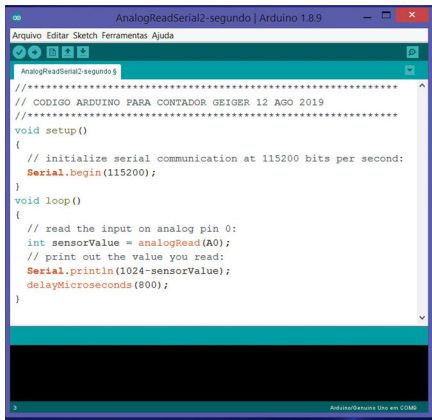 AnalogReadSerial2-segundo | Arduino 1.8.9
Arquivo Editar Sketch Ferramentas Ajuda
AnalogReadSerial2-segundo §
//************************************************************
// CODIGO ARDUINO PARA CONTADOR GEIGER 12 AGO 2019
//************************************************************
void setup()
{
// initialize serial communication at 115200 bits per second:
Serial.begin(115200);
}
void loop()
{
// read the input on analog pin 0:
int sensorValue = analogRead(A0);
// print out the value you read:
Serial.println(1024-sensorValue);
delayMicroseconds(800);
}
3
Arduino/Genuino Uno em COM9